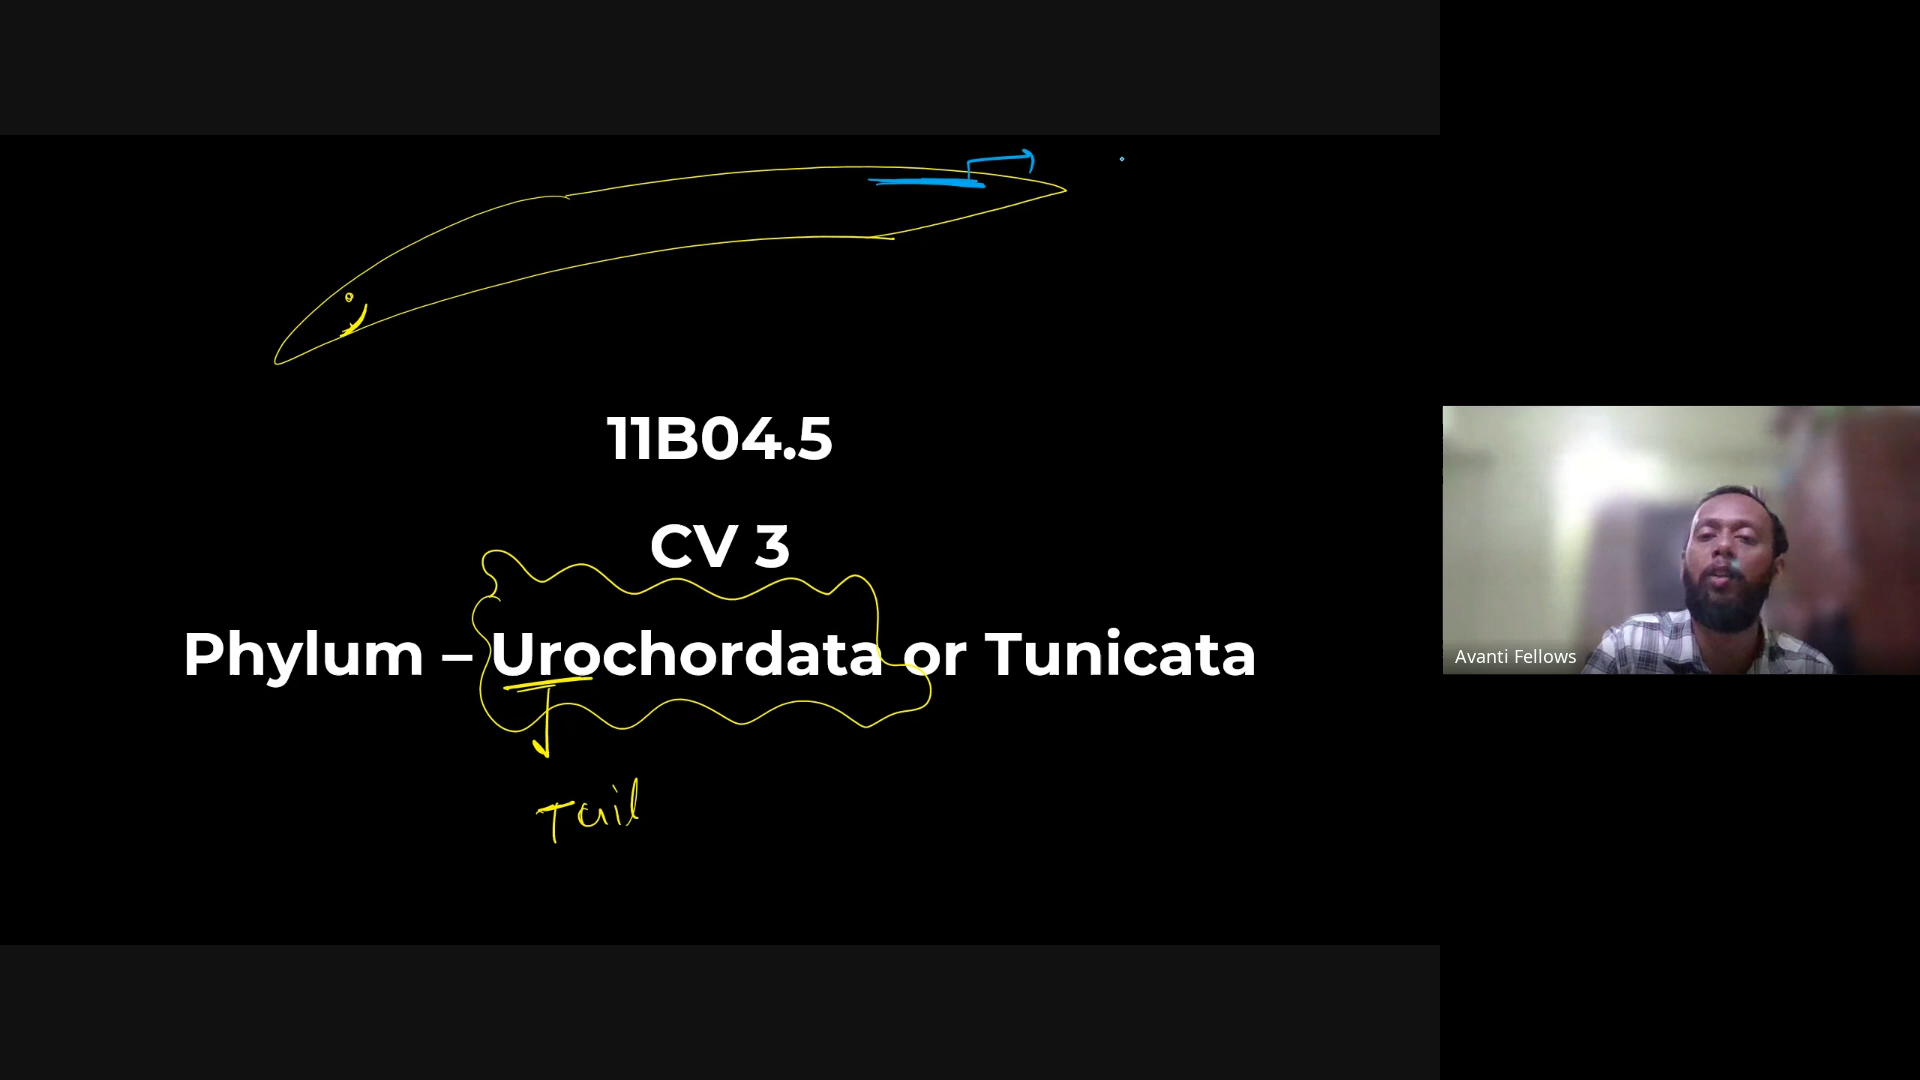 11B04.5
CV 3
Phylum – Urochordata or Tunicata
Tail
Avanti Fellows